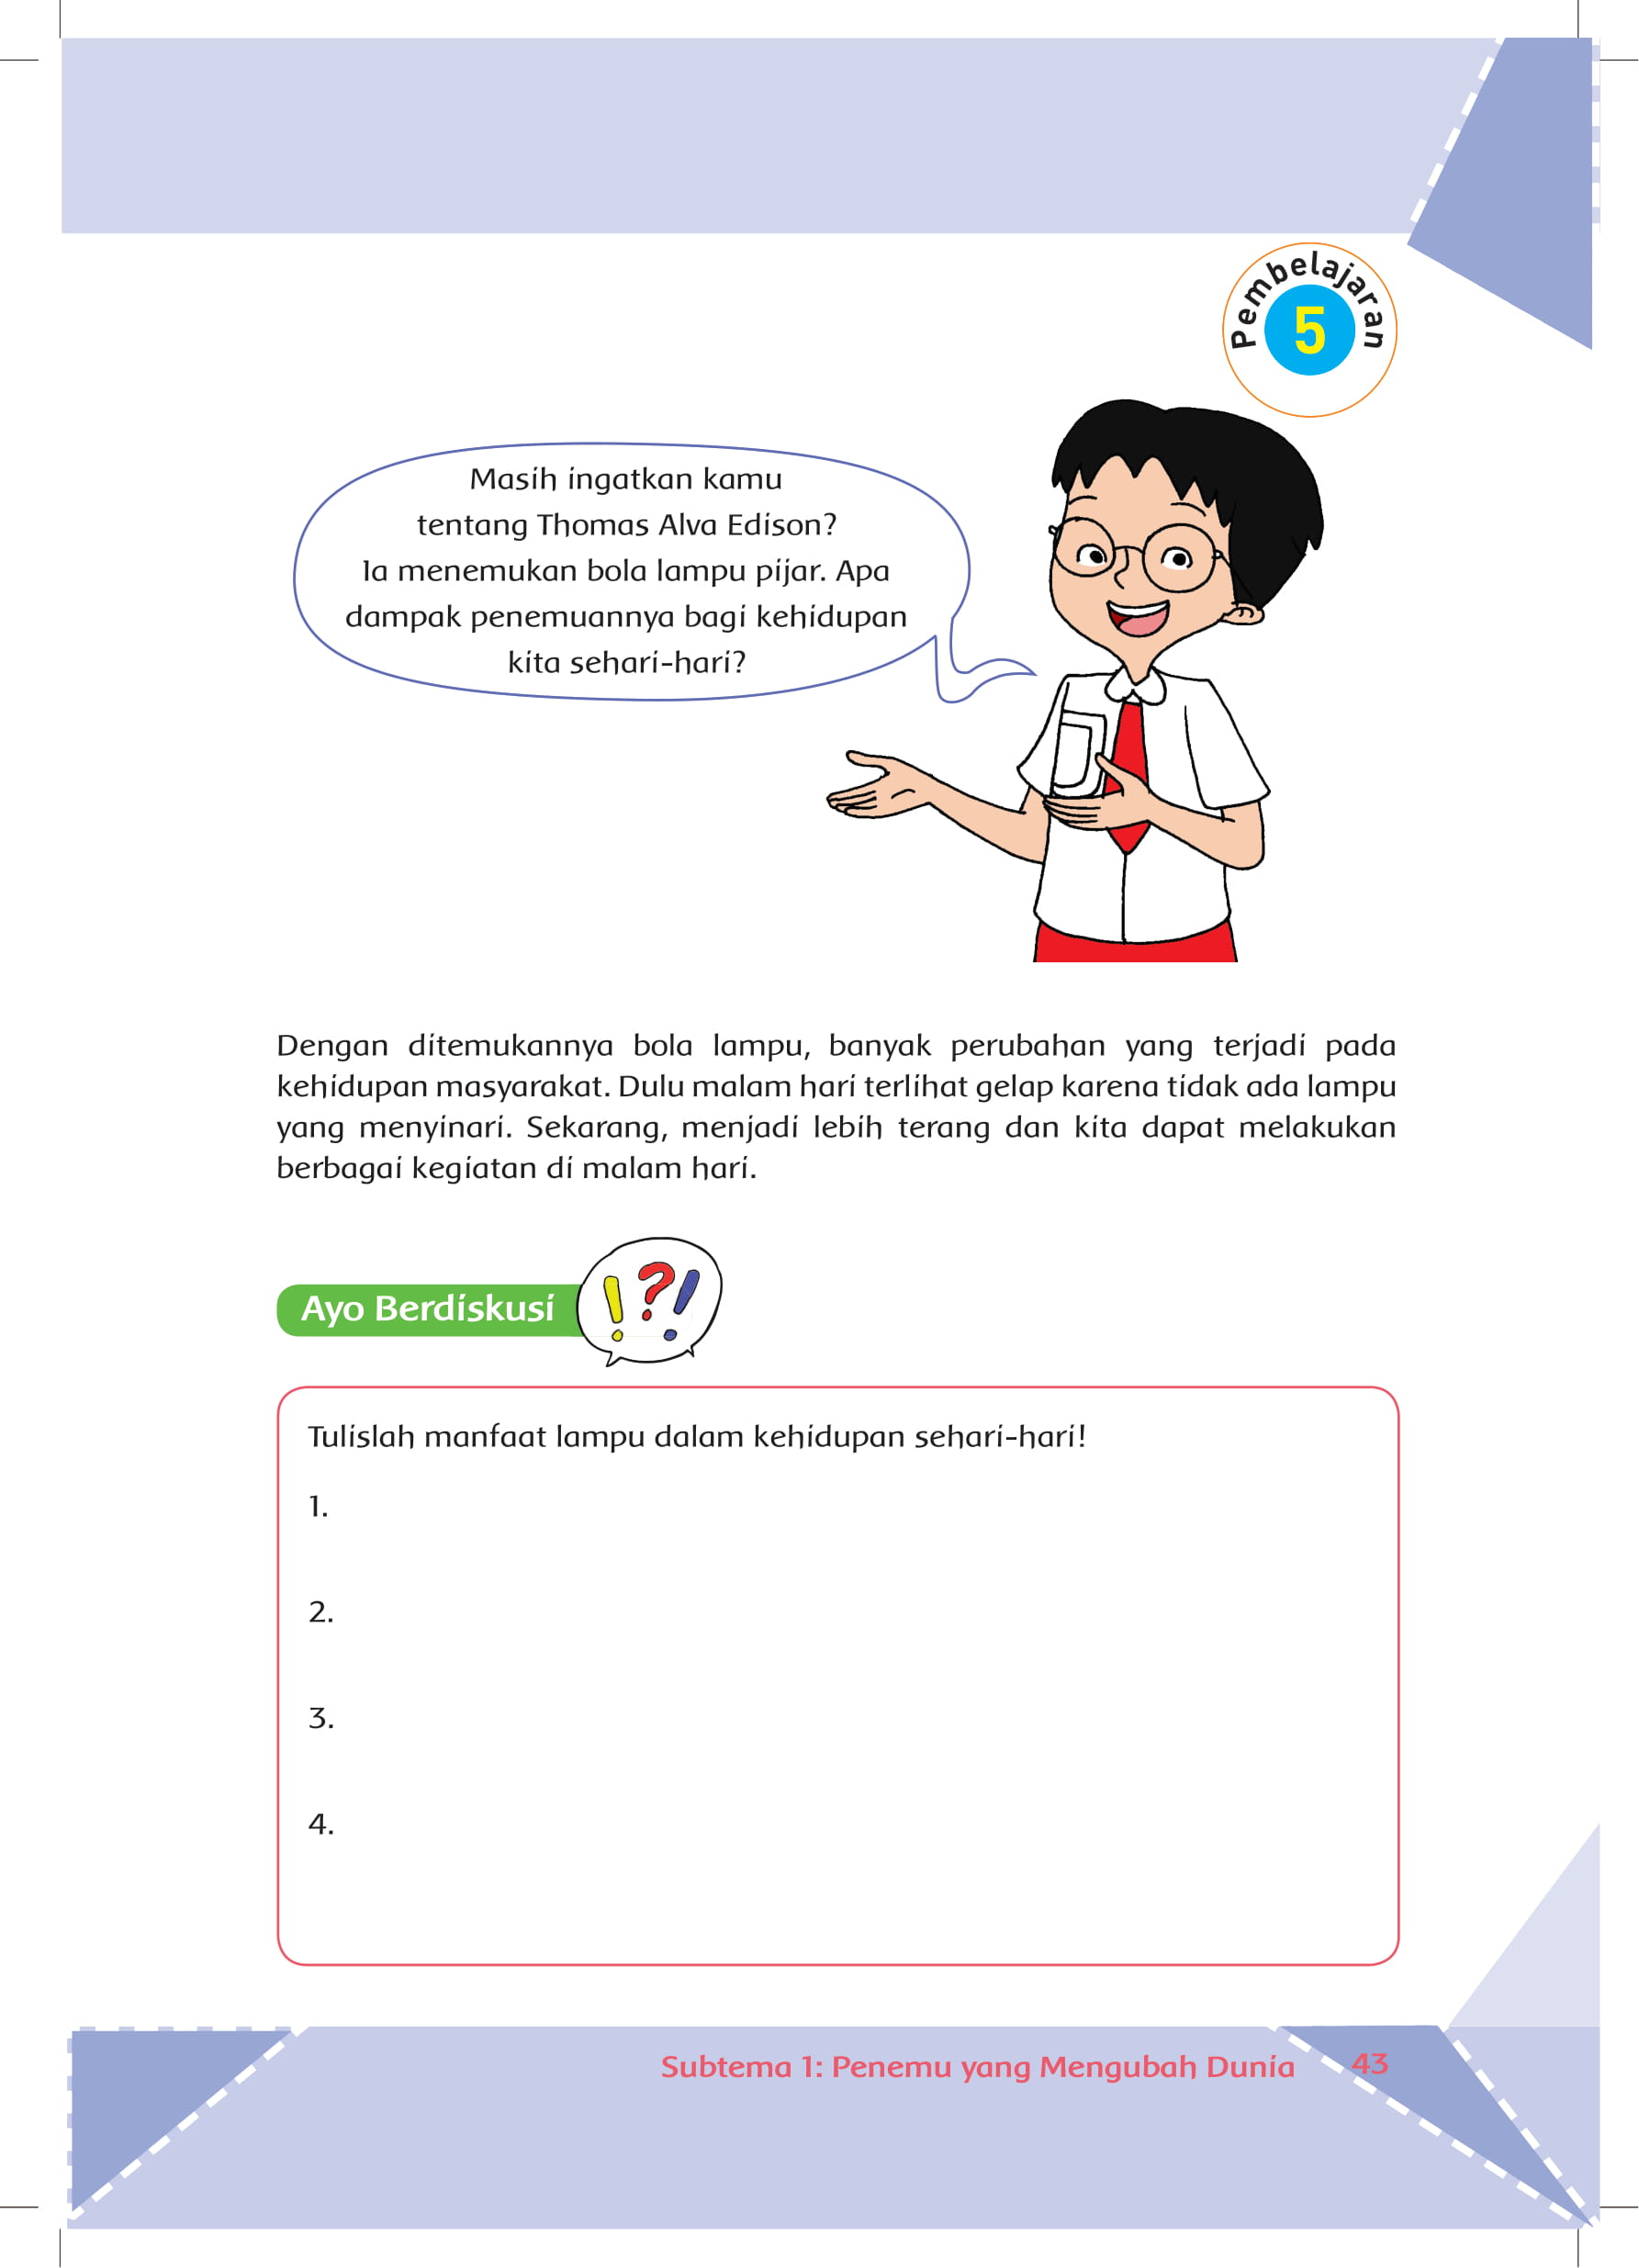 Pembelajaran
5
Masih ingatkan kamu
tentang Thomas Alva Edison?
Ia menemukan bola lampu pijar. Apa
dampak penemuannya bagi kehidupan
kita sehari-hari?
Dengan ditemukannya bola lampu, banyak perubahan yang terjadi pada
kehidupan masyarakat. Dulu malam hari terlihat gelap karena tidak ada lampu
yang menyinari. Sekarang, menjadi lebih terang dan kita dapat melakukan
berbagai kegiatan di malam hari.
Ayo Berdiskusi
!?!
Tulislah manfaat lampu dalam kehidupan sehari-hari!
1.
2.
3.
4.
Subtema 1: Penemu yang Mengubah Dunia 43